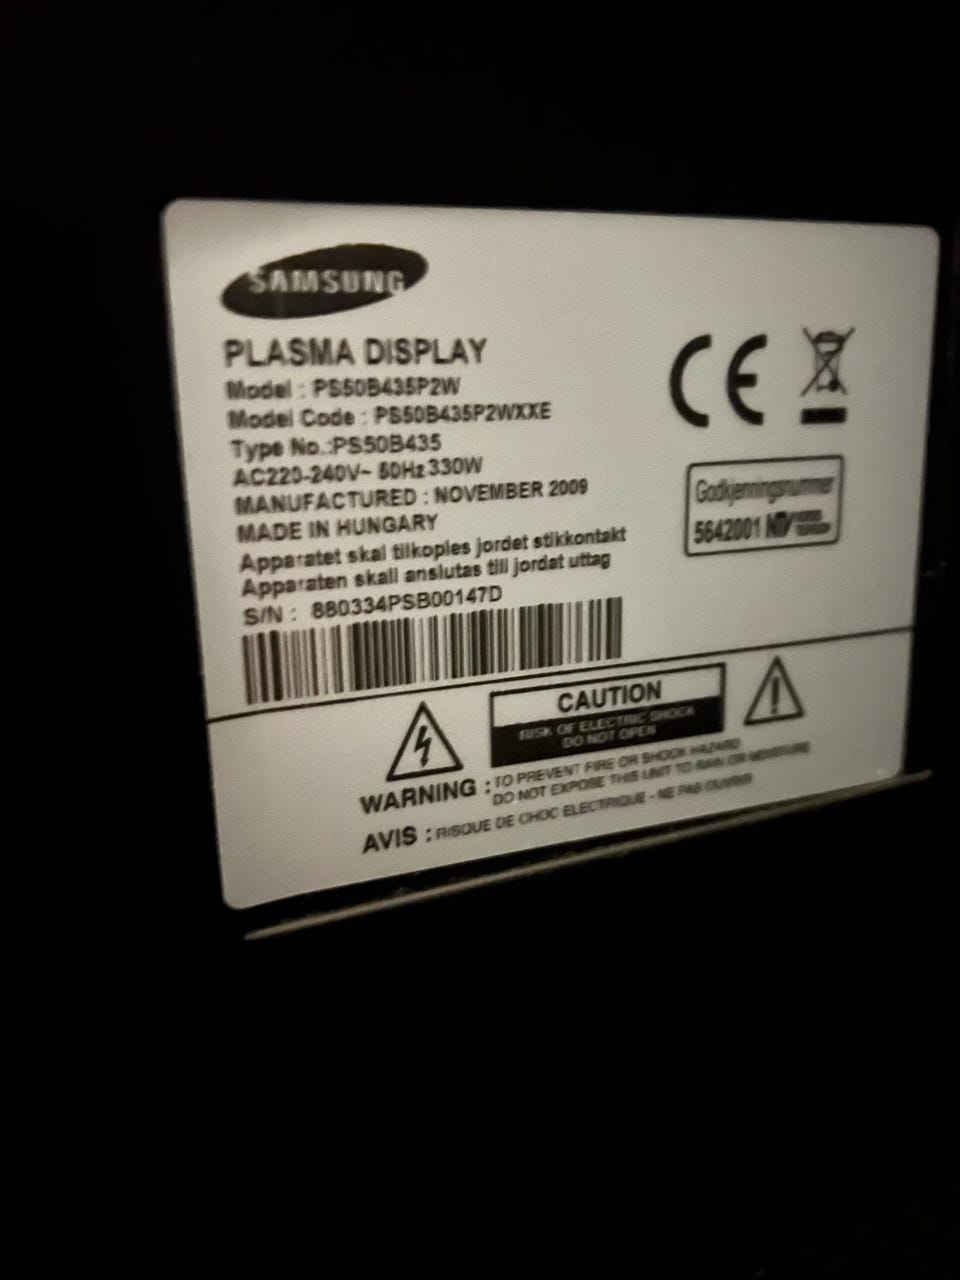 SAMSUNG
PLASMA DISPLAY
Model : PS50B435P2W
Model Code : PS50B435P2WXXE
Type No.:PS50B435
AC220-240V~ 50Hz 330W
MANUFACTURED : NOVEMBER 2009
MADE IN HUNGARY
Apparatet skal tilkoples jordet stikkontakt
Apparaten skall anslutas till jordat uttag
S/N : 880334PSB00147D
CE
Godkjenningsnummer
5642001 NTV
CAUTION
RISK OF ELECTRIC SHOCK
DO NOT OPEN
WARNING : TO PREVENT FIRE OR SHOCK HAZARD
DO NOT EXPOSE THIS UNIT TO RAIN OR MOISTURE
AVIS : RISQUE DE CHOC ELECTRIQUE - NE PAS OUVRIR